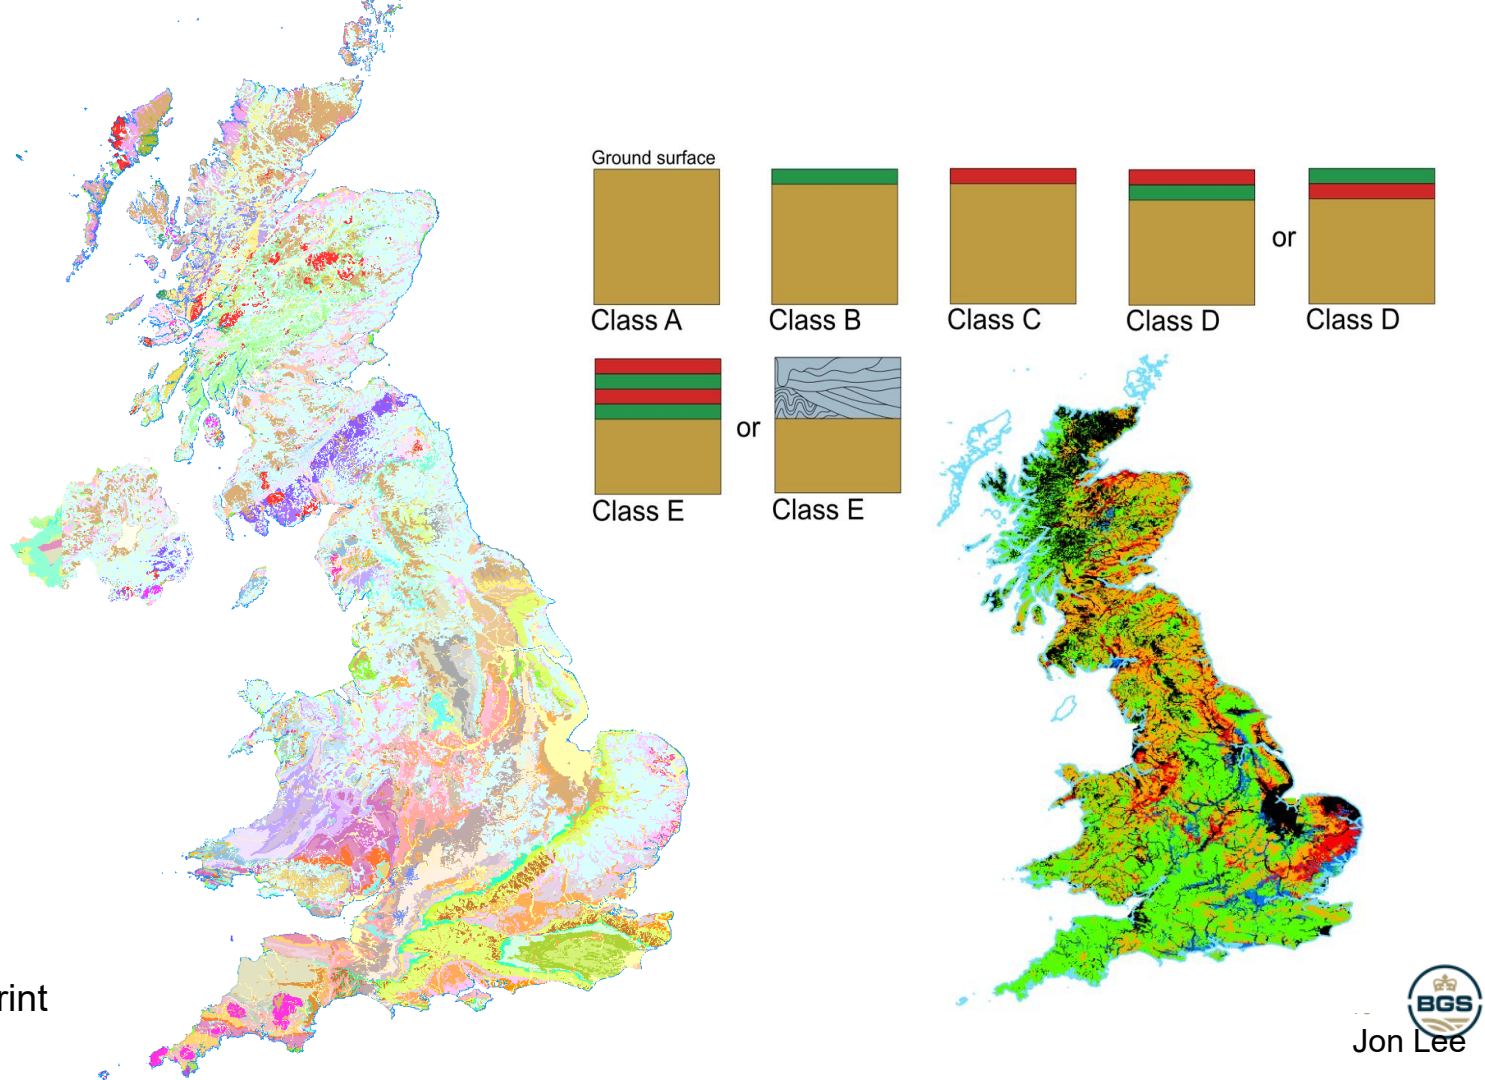 Ground surface
Class A
Class B
Class C
Class D
or
Class D
Class E
or
Class E
rint
BGS
Jon Lee